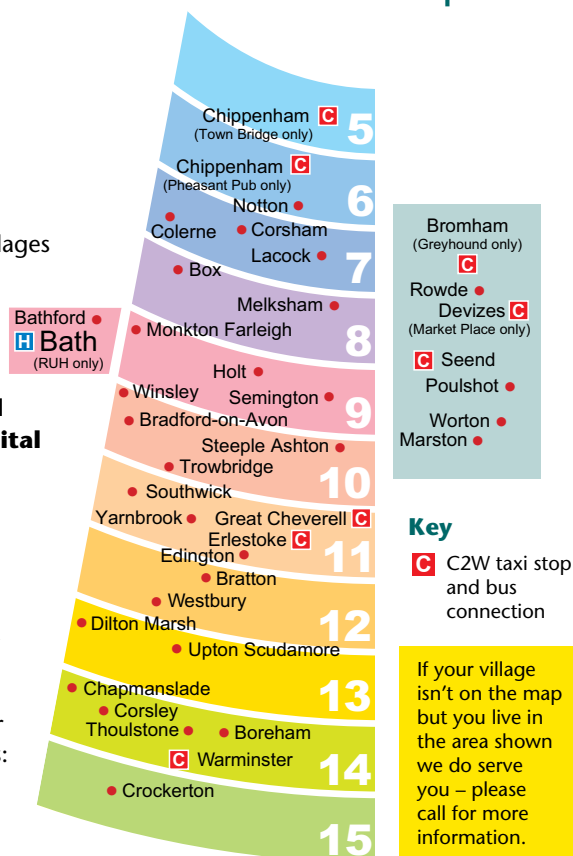 Chippenham C
(Town Bridge only)
5
Chippenham C
(Pheasant Pub only)
6
Notton
Colerne
Corsham
Lacock
7
Box
Melksham
8
Monkton Farleigh
Bathford
H Bath
(RUH only)
Holt
Winsley
Semington
9
Bradford-on-Avon
Steeple Ashton
Trowbridge
10
Southwick
Yarnbrook
Great Cheverell C
Erlestoke C
11
Edington
Bratton
Westbury
12
Dilton Marsh
Upton Scudamore
13
Chapmanslade
Corsley
Thoulstone
Boreham
C Warminster
14
Crockerton
15
lages
l
ital
s:
Bromham
(Greyhound only)
C
Rowde
Devizes C
(Market Place only)
C Seend
Poulshot
Worton
Marston
Key
C C2W taxi stop
and bus
connection
If your village
isn't on the map
but you live in
the area shown
we do serve
you – please
call for more
information.